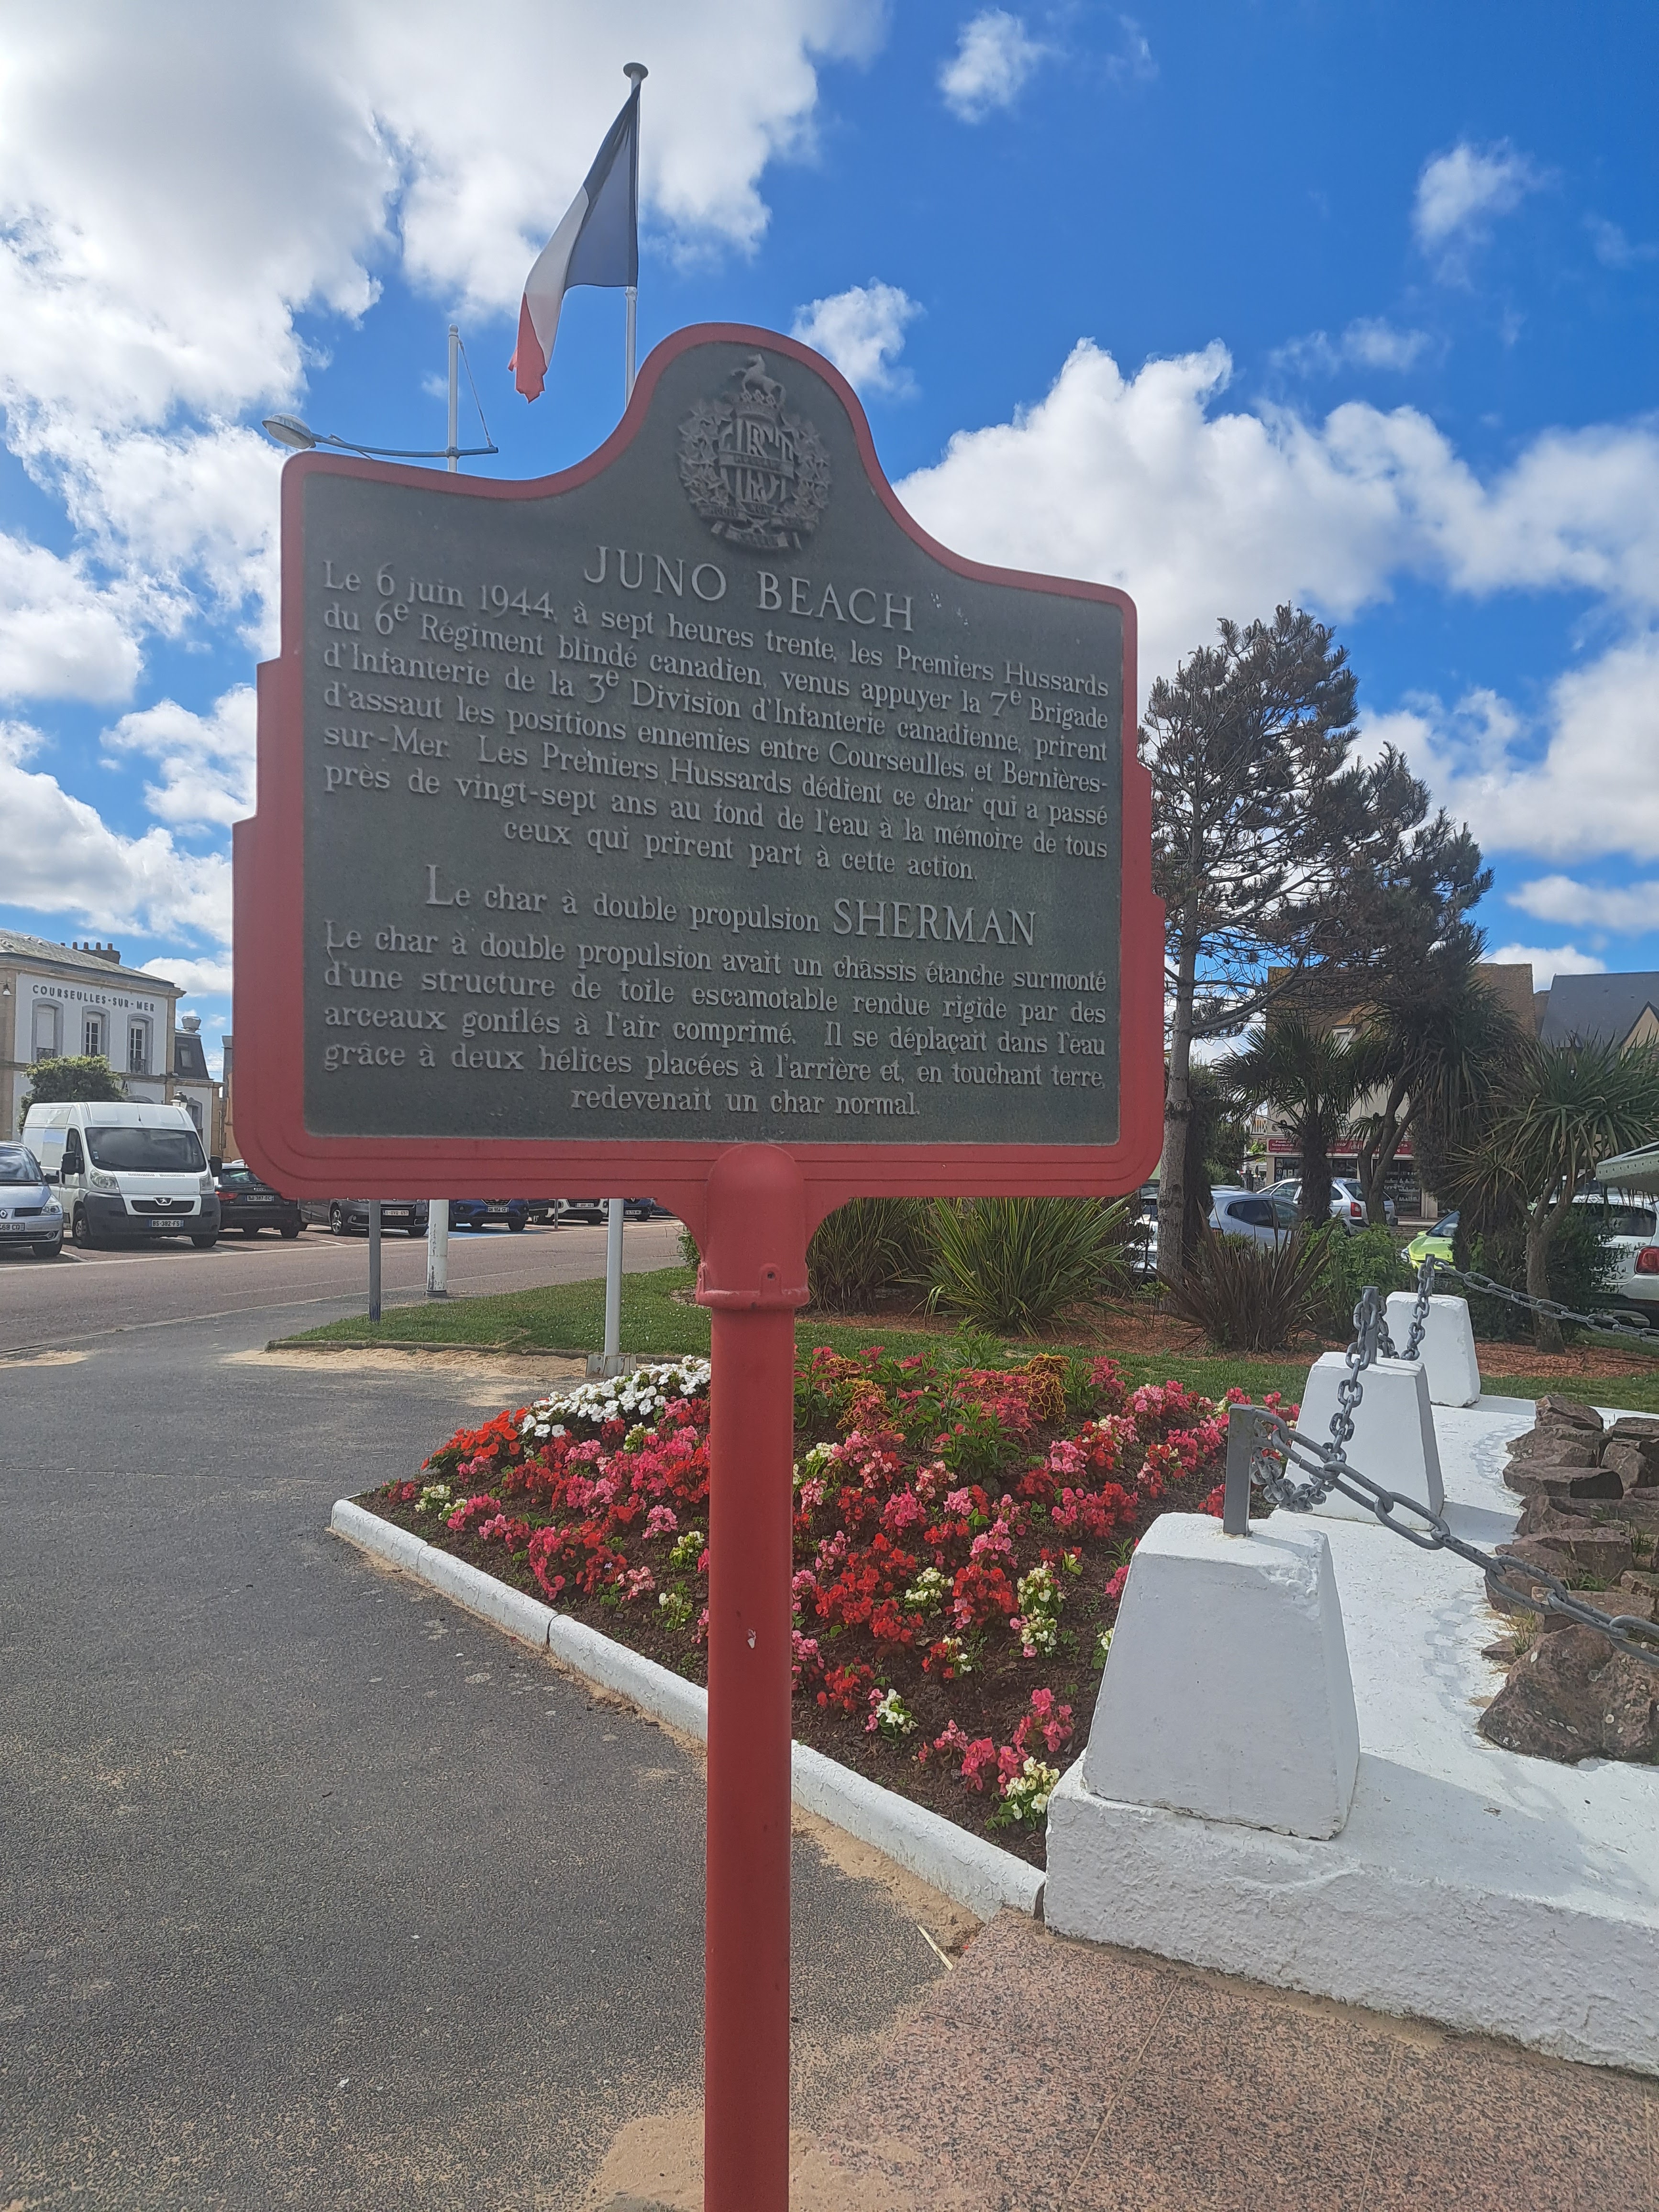 JUNO BEACH
Le 6 juin 1944, à sept heures trente, les Premiers Hussards
du 6e Régiment blindé canadien, venus appuyer la 7e Brigade
d'Infanterie de la 3e Division d'Infanterie canadienne, prirent
d'assaut les positions ennemies entre Courseulles et Bernières-
sur-Mer. Les Premiers Hussards dédient ce char qui a passé
près de vingt-sept ans au fond de l'eau à la mémoire de tous
ceux qui prirent part à cette action.
Le char à double propulsion SHERMAN
Le char à double propulsion avait un châssis étanche surmonté
d'une structure de toile escamotable rendue rigide par des
arceaux gonflés à l'air comprimé. Il se déplaçait dans l'eau
grâce à deux hélices placées à l'arrière et, en touchant terre,
redevenait un char normal.
COURSEULLES-SUR-MER